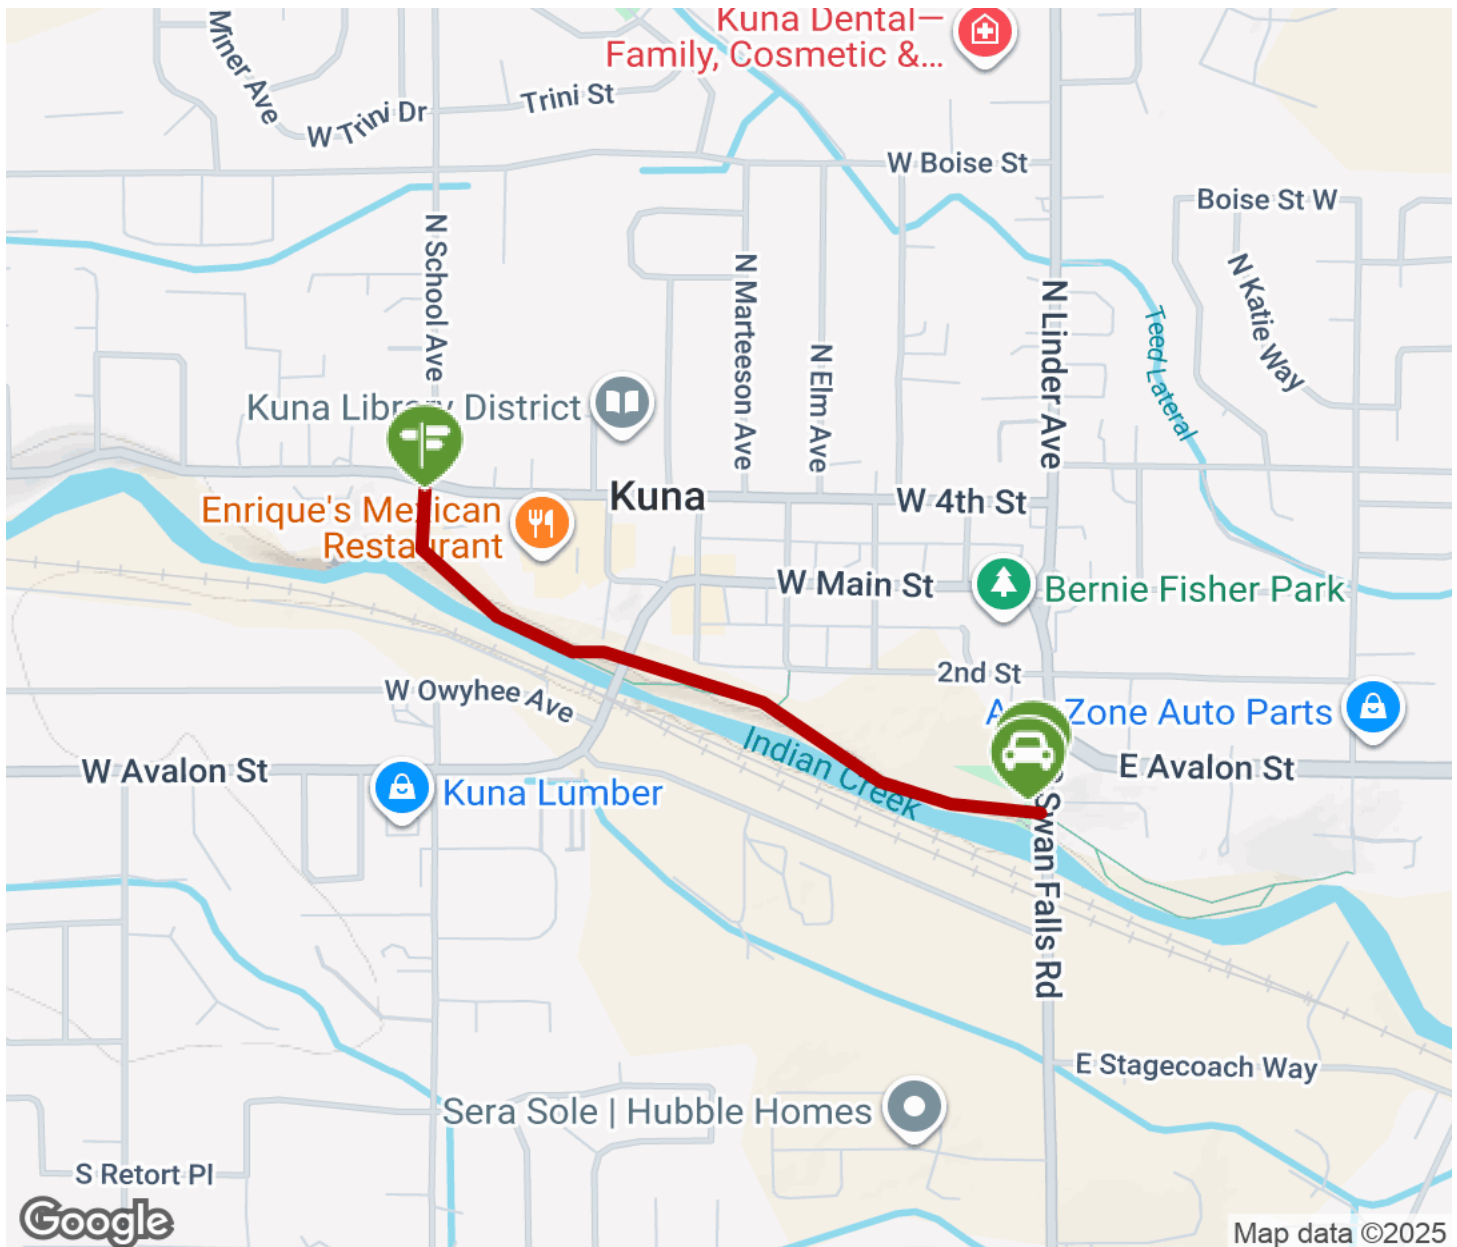 Kuna Dental—
Family, Cosmetic &...
Miner Ave
W Trini Dr
Trini St
W Boise St
Boise St W
N School Ave
N Marteeson Ave
N Elm Ave
N Linder Ave
N Katie Way
Teed Lateral
Kuna Library District
Kuna
W 4th St
Enrique's Mexican
Restaurant
W Main St
Bernie Fisher Park
2nd St
W Owyhee Ave
Zone Auto Parts
Indian Creek
W Avalon St
E Avalon St
Kuna Lumber
S Swan Falls Rd
E Stagecoach Way
Sera Sole | Hubble Homes
S Retort Pl
Google
Map data ©2025